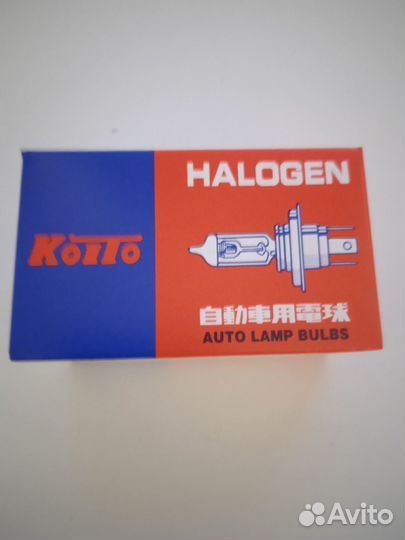 KOITO
HALOGEN
自動車用電球
AUTO LAMP BULBS
Avito